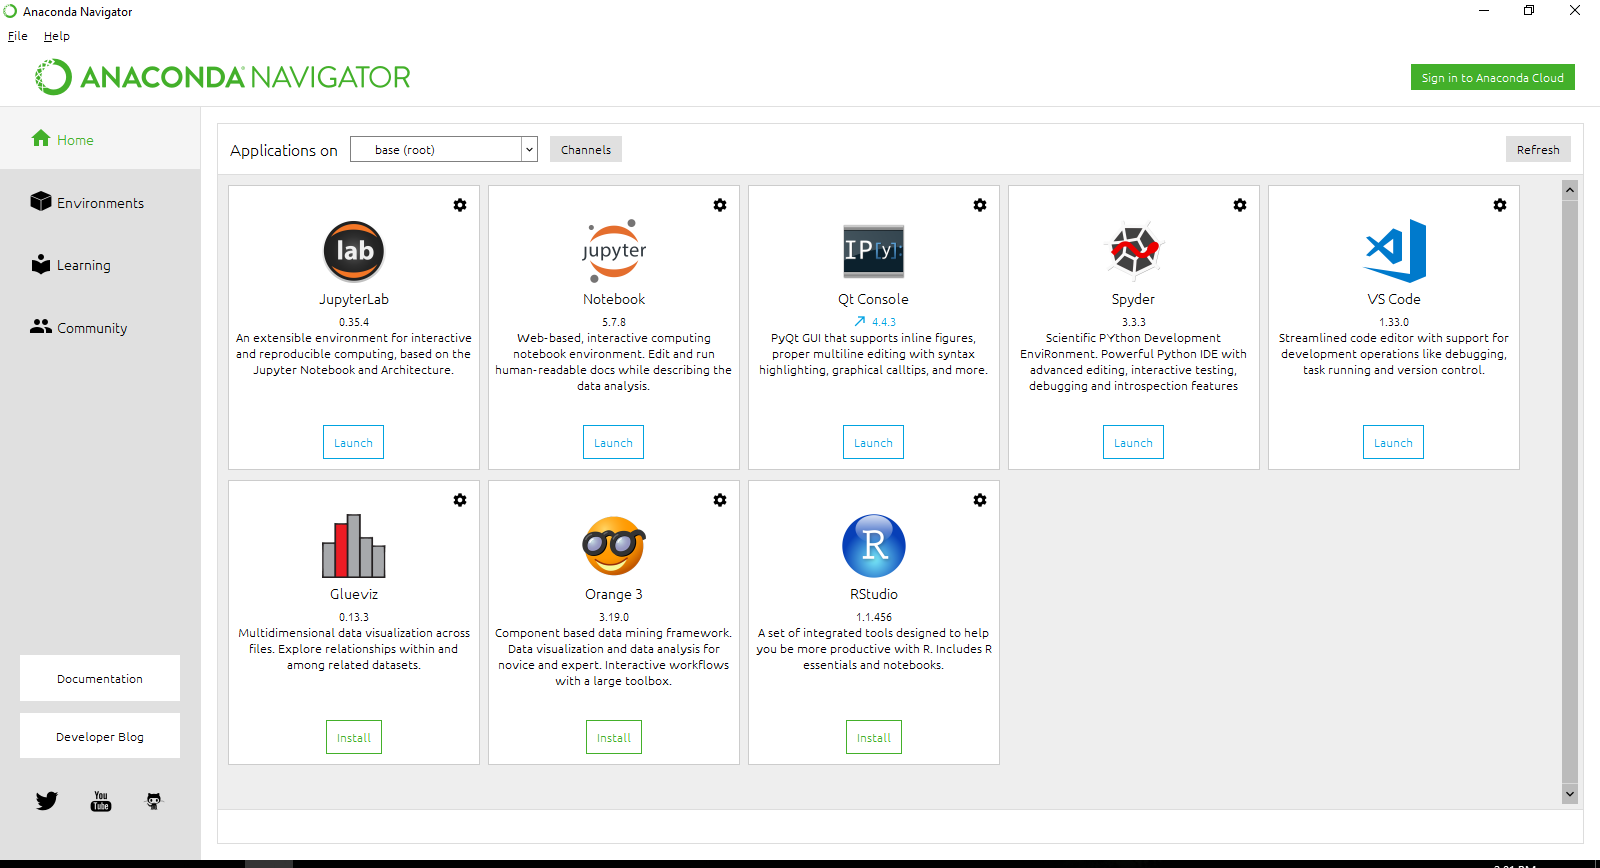 Anaconda Navigator
File Help
ANACONDA NAVIGATOR
Sign in to Anaconda Cloud
Home
Environments
Learning
Community
Documentation
Developer Blog
You
Tube
Applications on
base (root)
Channels
Refresh
lab
JupyterLab
0.35.4
An extensible environment for interactive
and reproducible computing, based on the
Jupyter Notebook and Architecture.
Launch
jupyter
Notebook
5.7.8
Web-based, interactive computing
notebook environment. Edit and run
human-readable docs while describing the
data analysis.
Launch
IP[y]:
Qt Console
4.4.3
PyQt GUI that supports inline figures,
proper multiline editing with syntax
highlighting, graphical calltips, and more.
Launch
Spyder
3.3.3
Scientific PYthon Development
EnviRonment. Powerful Python IDE with
advanced editing, interactive testing,
debugging and introspection features
Launch
VS Code
1.33.0
Streamlined code editor with support for
development operations like debugging,
task running and version control.
Launch
Glueviz
0.13.3
Multidimensional data visualization across
files. Explore relationships within and
among related datasets.
Install
Orange 3
3.19.0
Component based data mining framework.
Data visualization and data analysis for
novice and expert. Interactive workflows
with a large toolbox.
Install
R
RStudio
1.1.456
A set of integrated tools designed to help
you be more productive with R. Includes R
essentials and notebooks.
Install